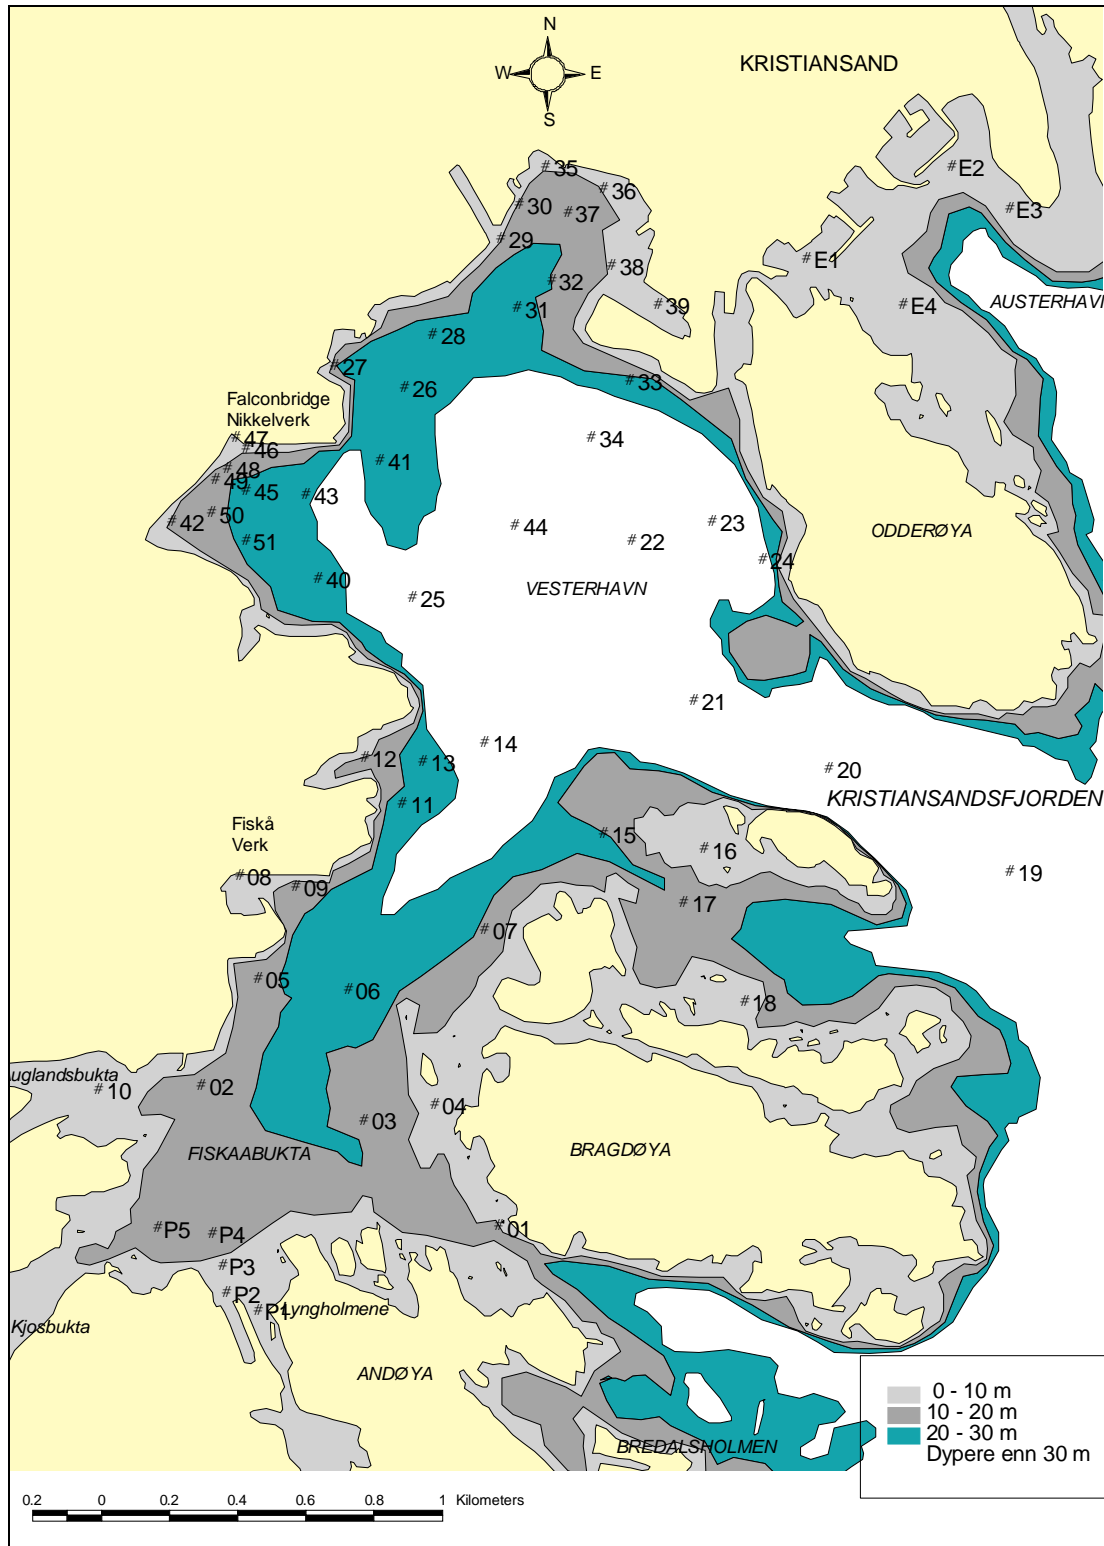 N
W E
S
KRISTIANSAND
#35
#36
#E2
#30
#37
#E3
#29
#38
#E1
#32
#31
#39
#E4
AUSTERHAVN
#28
#27
#33
#26
Falconbridge
Nikkelverk
#47
#34
#46
#41
#48
#49
#45
#43
#50
#42
#44
#23
ODDERØYA
#51
#22
#24
#40
VESTERHAVN
#25
#21
#14
#12
#13
#20
KRISTIANSANDSFJORDEN
#11
Fiskå
Verk
#15
#16
#08
#09
#19
#17
#07
#05
#06
#18
uglandsbukta
#10
#02
#04
#03
FISKAABUKTA
BRAGDØYA
#P5
#P4
#01
#P3
#P2
#P1
Lyngholmene
Kjosbukta
ANDØYA
BREDALSHOLMEN
0 - 10 m
10 - 20 m
20 - 30 m
Dypere enn 30 m
0.2 0 0.2 0.4 0.6 0.8 1 Kilometers